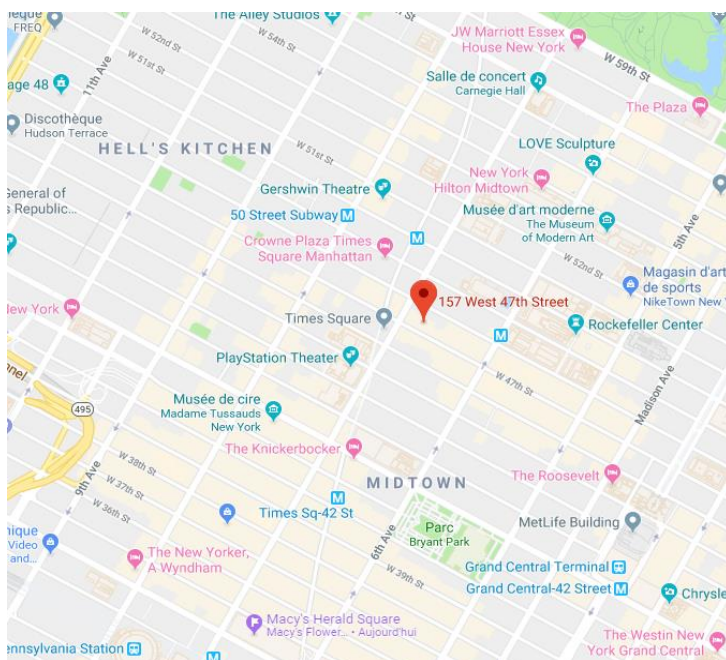 FREQ
The Alley Studios
JW Marriott Essex
House New York
W 52nd St
W 54th St
W 51st St
11th Ave
W 59th St
age 48
Salle de concert
Carnegie Hall
The Plaza
Discothèque
Hudson Terrace
HELL'S KITCHEN
W 51st St
LOVE Sculpture
New York
Hilton Midtown
General of
s Republic...
Gershwin Theatre
50 Street Subway
M
Musée d'art moderne
The Museum
of Modern Art
5th Ave
Crowne Plaza Times
Square Manhattan
M
W 52nd St
Magasin d'art
de sports
NikeTown New
157 West 47th Street
New York
Times Square
M
Rockefeller Center
PlayStation Theater
W 47th St
Madison Ave
Musée de cire
Madame Tussauds
New York
495
The Knickerbocker
W 38th St
W 37th St
W 36th St
9th Ave
MIDTOWN
The Roosevelt
M
Times Sq-42 St
6th Ave
Parc
Bryant Park
MetLife Building
nique
Video
and...
The New Yorker,
A Wyndham
W 39th St
Grand Central Terminal
Grand Central-42 Street
M
Chrysle
Macy's Herald Square
Macy's Flower... • Aujourd'hui
The Westin New
York Grand Central
ennsylvania Station
M